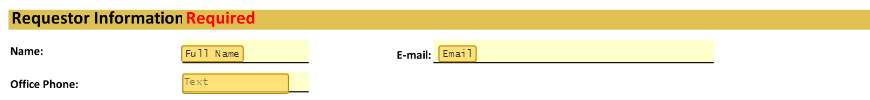 Requestor Information Required
Name: Full Name E-mail: Email
Office Phone: Text